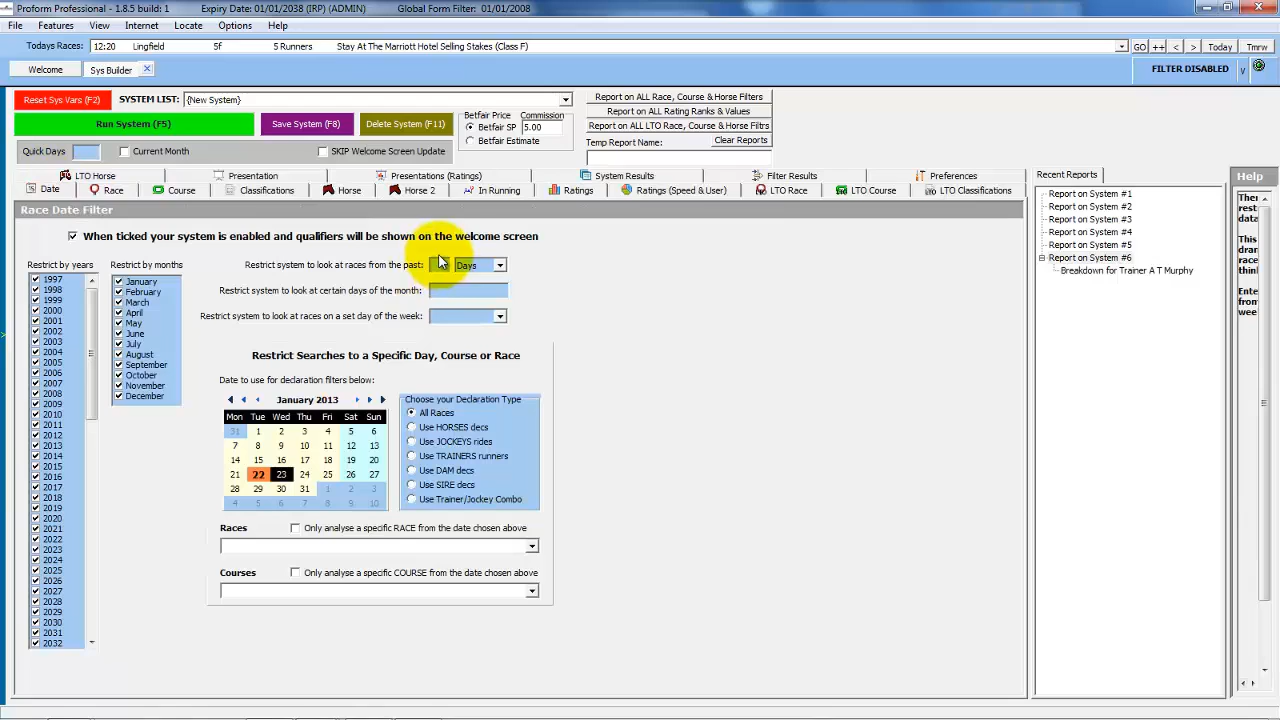 Proform Professional - 1.8.5 build: 1 Expiry Date: 01/01/2038 (IRP) (ADMIN) Global Form Filter: 01/01/2008
File Features View Internet Locate Options Help
Todays Races: 12:20 Lingfield 5f 5 Runners Stay At The Marriott Hotel Selling Stakes (Class F) GO ++ < > Today Tmrw
Welcome Sys Builder FILTER DISABLED v
Reset Sys Vars (F2) SYSTEM LIST: {New System}
Run System (F5) Save System (F8) Delete System (F11)
Betfair Price Commission
Betfair SP 5.00
Betfair Estimate
Report on ALL Race, Course & Horse Filters
Report on ALL Rating Ranks & Values
Report on ALL LTO Race, Course & Horse Filtrs
Temp Report Name: Clear Reports
Quick Days Current Month SKIP Welcome Screen Update
LTO Horse Presentation Presentations (Ratings) System Results Filter Results Preferences
Date Race Course Classifications Horse Horse 2 In Running Ratings Ratings (Speed & User) LTO Race LTO Course LTO Classifications
Race Date Filter
When ticked your system is enabled and qualifiers will be shown on the welcome screen
Restrict by years
1997
1998
1999
2000
2001
2002
2003
2004
2005
2006
2007
2008
2009
2010
2011
2012
2013
2014
2015
2016
2017
2018
2019
2020
2021
2022
2023
2024
2025
2026
2027
2028
2029
2030
2031
2032
Restrict by months
January
February
March
April
May
June
July
August
September
October
November
December
Restrict system to look at races from the past: Days
Restrict system to look at certain days of the month:
Restrict system to look at races on a set day of the week:
Restrict Searches to a Specific Day, Course or Race
Date to use for declaration filters below:
January 2013
Mon Tue Wed Thu Fri Sat Sun
31 1 2 3 4 5 6
7 8 9 10 11 12 13
14 15 16 17 18 19 20
21 22 23 24 25 26 27
28 29 30 31 1 2 3
4 5 6 7 8 9 10
Choose your Declaration Type
All Races
Use HORSES decs
Use JOCKEYS rides
Use TRAINERS runners
Use DAM decs
Use SIRE decs
Use Trainer/Jockey Combo
Races Only analyse a specific RACE from the date chosen above
Courses Only analyse a specific COURSE from the date chosen above
Recent Reports
Report on System #1
Report on System #2
Report on System #3
Report on System #4
Report on System #5
Report on System #6
Breakdown for Trainer A T Murphy
Help
Ther
rest
data
This
dran
race
think
Ente
from
wee